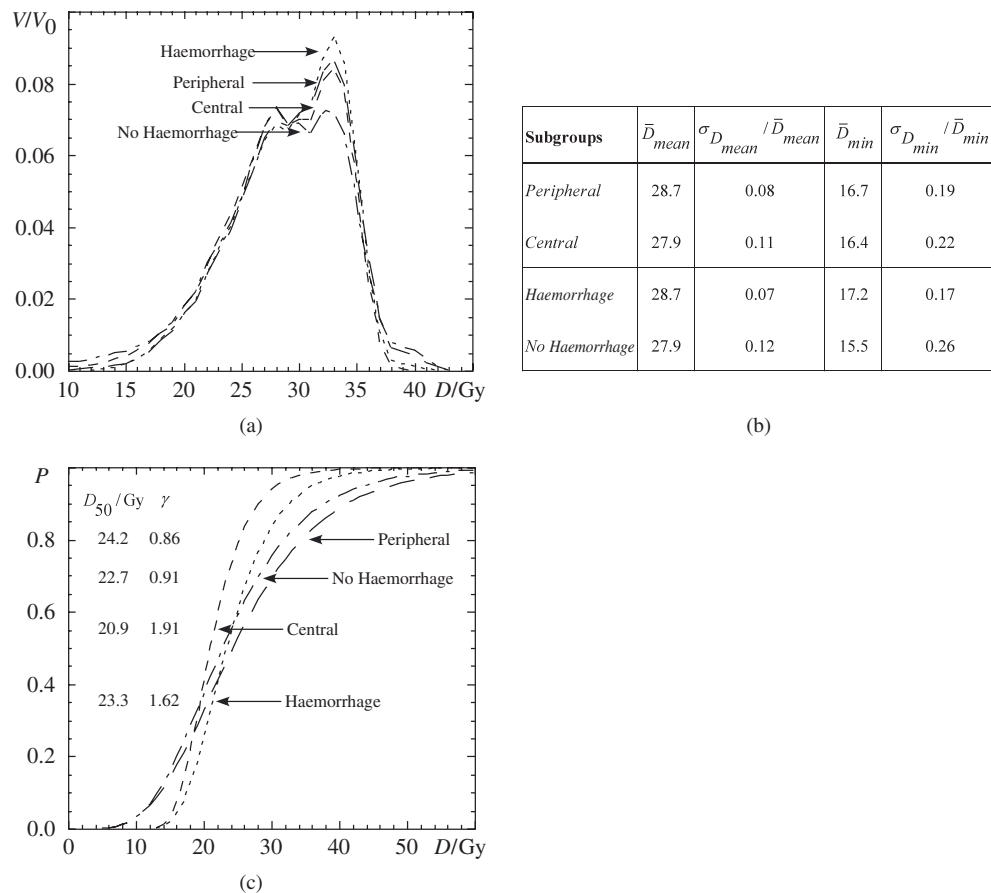 V/V0
Haemorrhage
0.08
Peripheral
Central
No Haemorrhage
0.06
0.04
0.02
0.00
10 15 20 25 30 35 40 D/Gy
(a)
Subgroups D̄mean σDmean/D̄mean D̄min σDmin/D̄min
Peripheral 28.7 0.08 16.7 0.19
Central 27.9 0.11 16.4 0.22
Haemorrhage 28.7 0.07 17.2 0.17
No Haemorrhage 27.9 0.12 15.5 0.26
(b)
P
D50/Gy γ
24.2 0.86
0.8
Peripheral
22.7 0.91
No Haemorrhage
0.6
20.9 1.91
Central
0.4
23.3 1.62
Haemorrhage
0.2
0.0
0 10 20 30 40 50 D/Gy
(c)